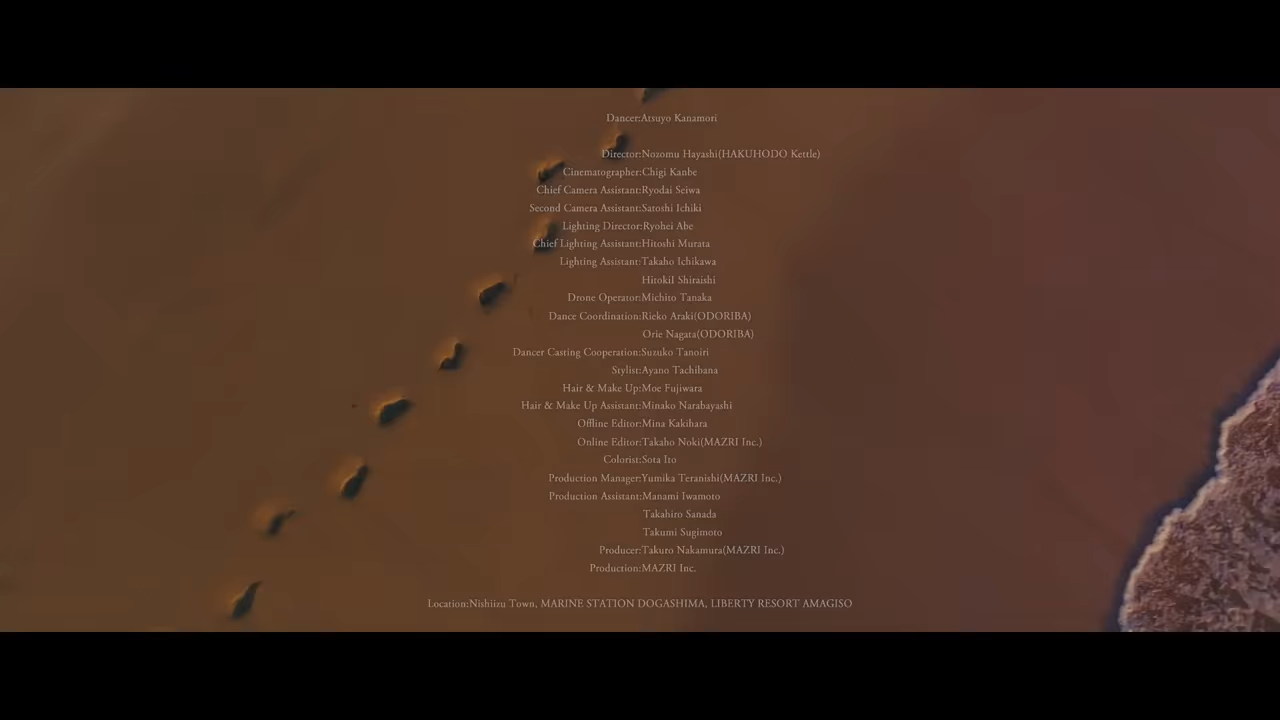 Dancer:Atsuyo Kanamori
Director:Nozomu Hayashi(HAKUHODO Kettle)
Cinematographer:Chigi Kanbe
Chief Camera Assistant:Ryodai Seiwa
Second Camera Assistant:Satoshi Ichiki
Lighting Director:Ryohei Abe
Chief Lighting Assistant:Hitoshi Murata
Lighting Assistant:Takaho Ichikawa
HitokiI Shiraishi
Drone Operator:Michito Tanaka
Dance Coordination:Rieko Araki(ODORIBA)
Orie Nagata(ODORIBA)
Dancer Casting Cooperation:Suzuko Tanoiri
Stylist:Ayano Tachibana
Hair & Make Up:Moe Fujiwara
Hair & Make Up Assistant:Minako Narabayashi
Offline Editor:Mina Kakihara
Online Editor:Takaho Noki(MAZRI Inc.)
Colorist:Sota Ito
Production Manager:Yumika Teranishi(MAZRI Inc.)
Production Assistant:Manami Iwamoto
Takahiro Sanada
Takumi Sugimoto
Producer:Takuro Nakamura(MAZRI Inc.)
Production:MAZRI Inc.
Location:Nishiizu Town, MARINE STATION DOGASHIMA, LIBERTY RESORT AMAGISO